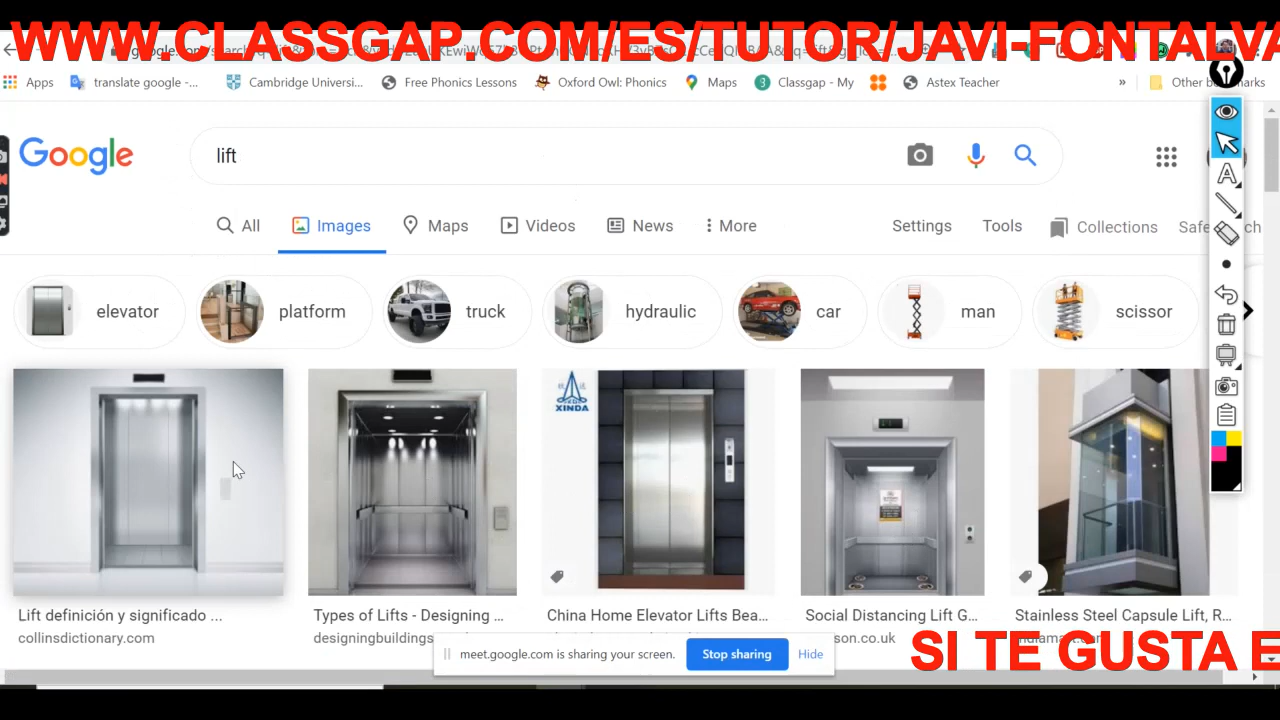 WWW.CLASSGAP.COM/ES/TUTOR/JAVI-FONTALVA
Apps translate google -... Cambridge Universi... Free Phonics Lessons Oxford Owl: Phonics Maps Classgap - My Astex Teacher » Other bookmarks
Google lift
All Images Maps Videos News More Settings Tools Collections
elevator platform truck hydraulic car man scissor
XINDA
Lift definición y significado ... Types of Lifts - Designing ... China Home Elevator Lifts Bea... Social Distancing Lift G... Stainless Steel Capsule Lift, R...
collinsdictionary.com
meet.google.com is sharing your screen. Stop sharing Hide
SI TE GUSTA E